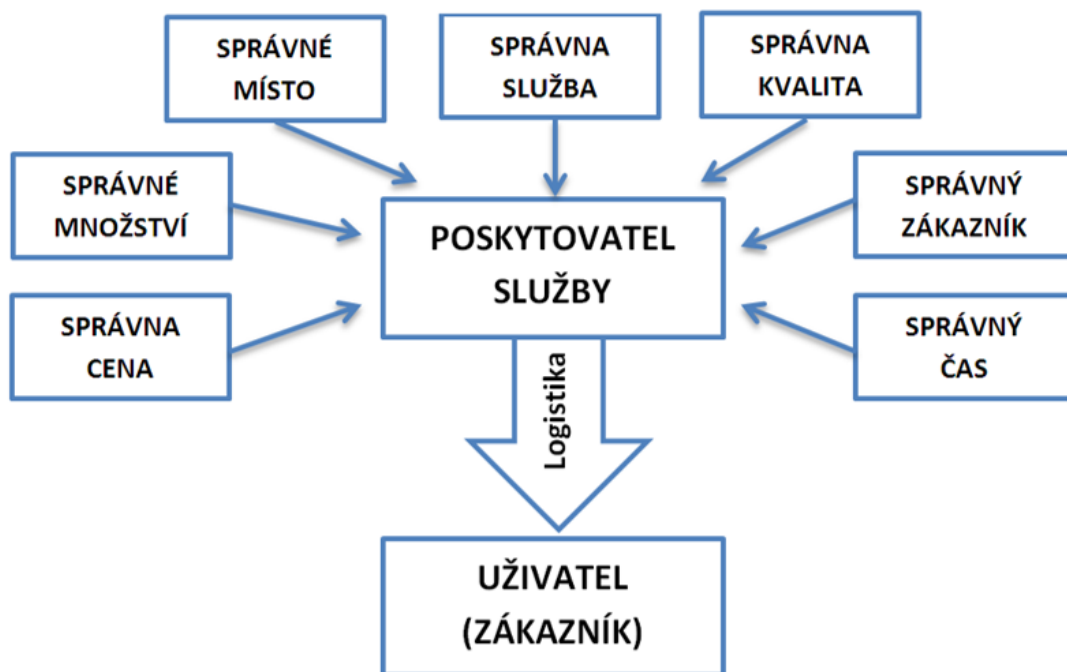 SPRÁVNÉ
MÍSTO
SPRÁVNA
SLUŽBA
SPRÁVNA
KVALITA
SPRÁVNÉ
MNOŽSTVÍ
SPRÁVNÝ
ZÁKAZNÍK
POSKYTOVATEL
SLUŽBY
SPRÁVNA
CENA
SPRÁVNÝ
ČAS
Logistika
UŽIVATEL
(ZÁKAZNÍK)